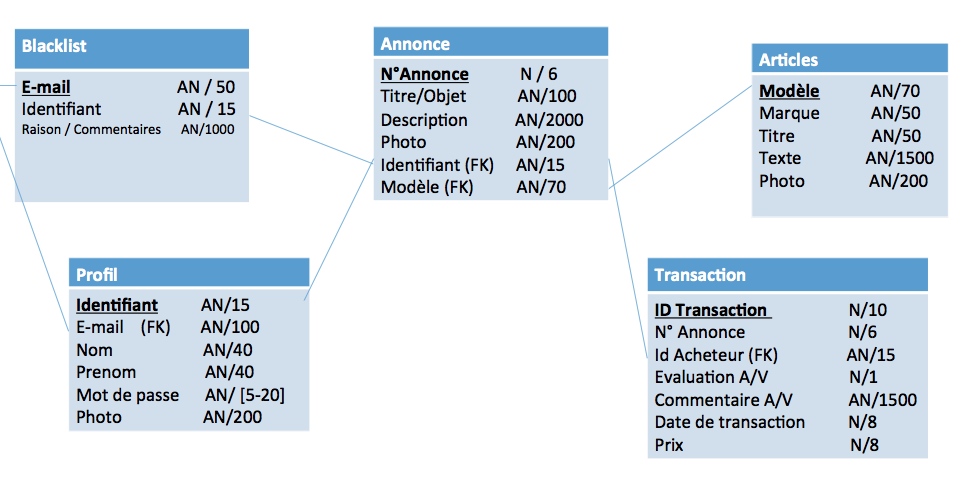 Blacklist
E-mail AN / 50
Identifiant AN / 15
Raison / Commentaires AN/1000
Annonce
N°Annonce N / 6
Titre/Objet AN/100
Description AN/2000
Photo AN/200
Identifiant (FK) AN/15
Modèle (FK) AN/70
Articles
Modèle AN/70
Marque AN/50
Titre AN/50
Texte AN/1500
Photo AN/200
Profil
Identifiant AN/15
E-mail (FK) AN/100
Nom AN/40
Prenom AN/40
Mot de passe AN/ [5-20]
Photo AN/200
Transaction
ID Transaction N/10
N° Annonce N/6
Id Acheteur (FK) AN/15
Evaluation A/V N/1
Commentaire A/V AN/1500
Date de transaction N/8
Prix N/8